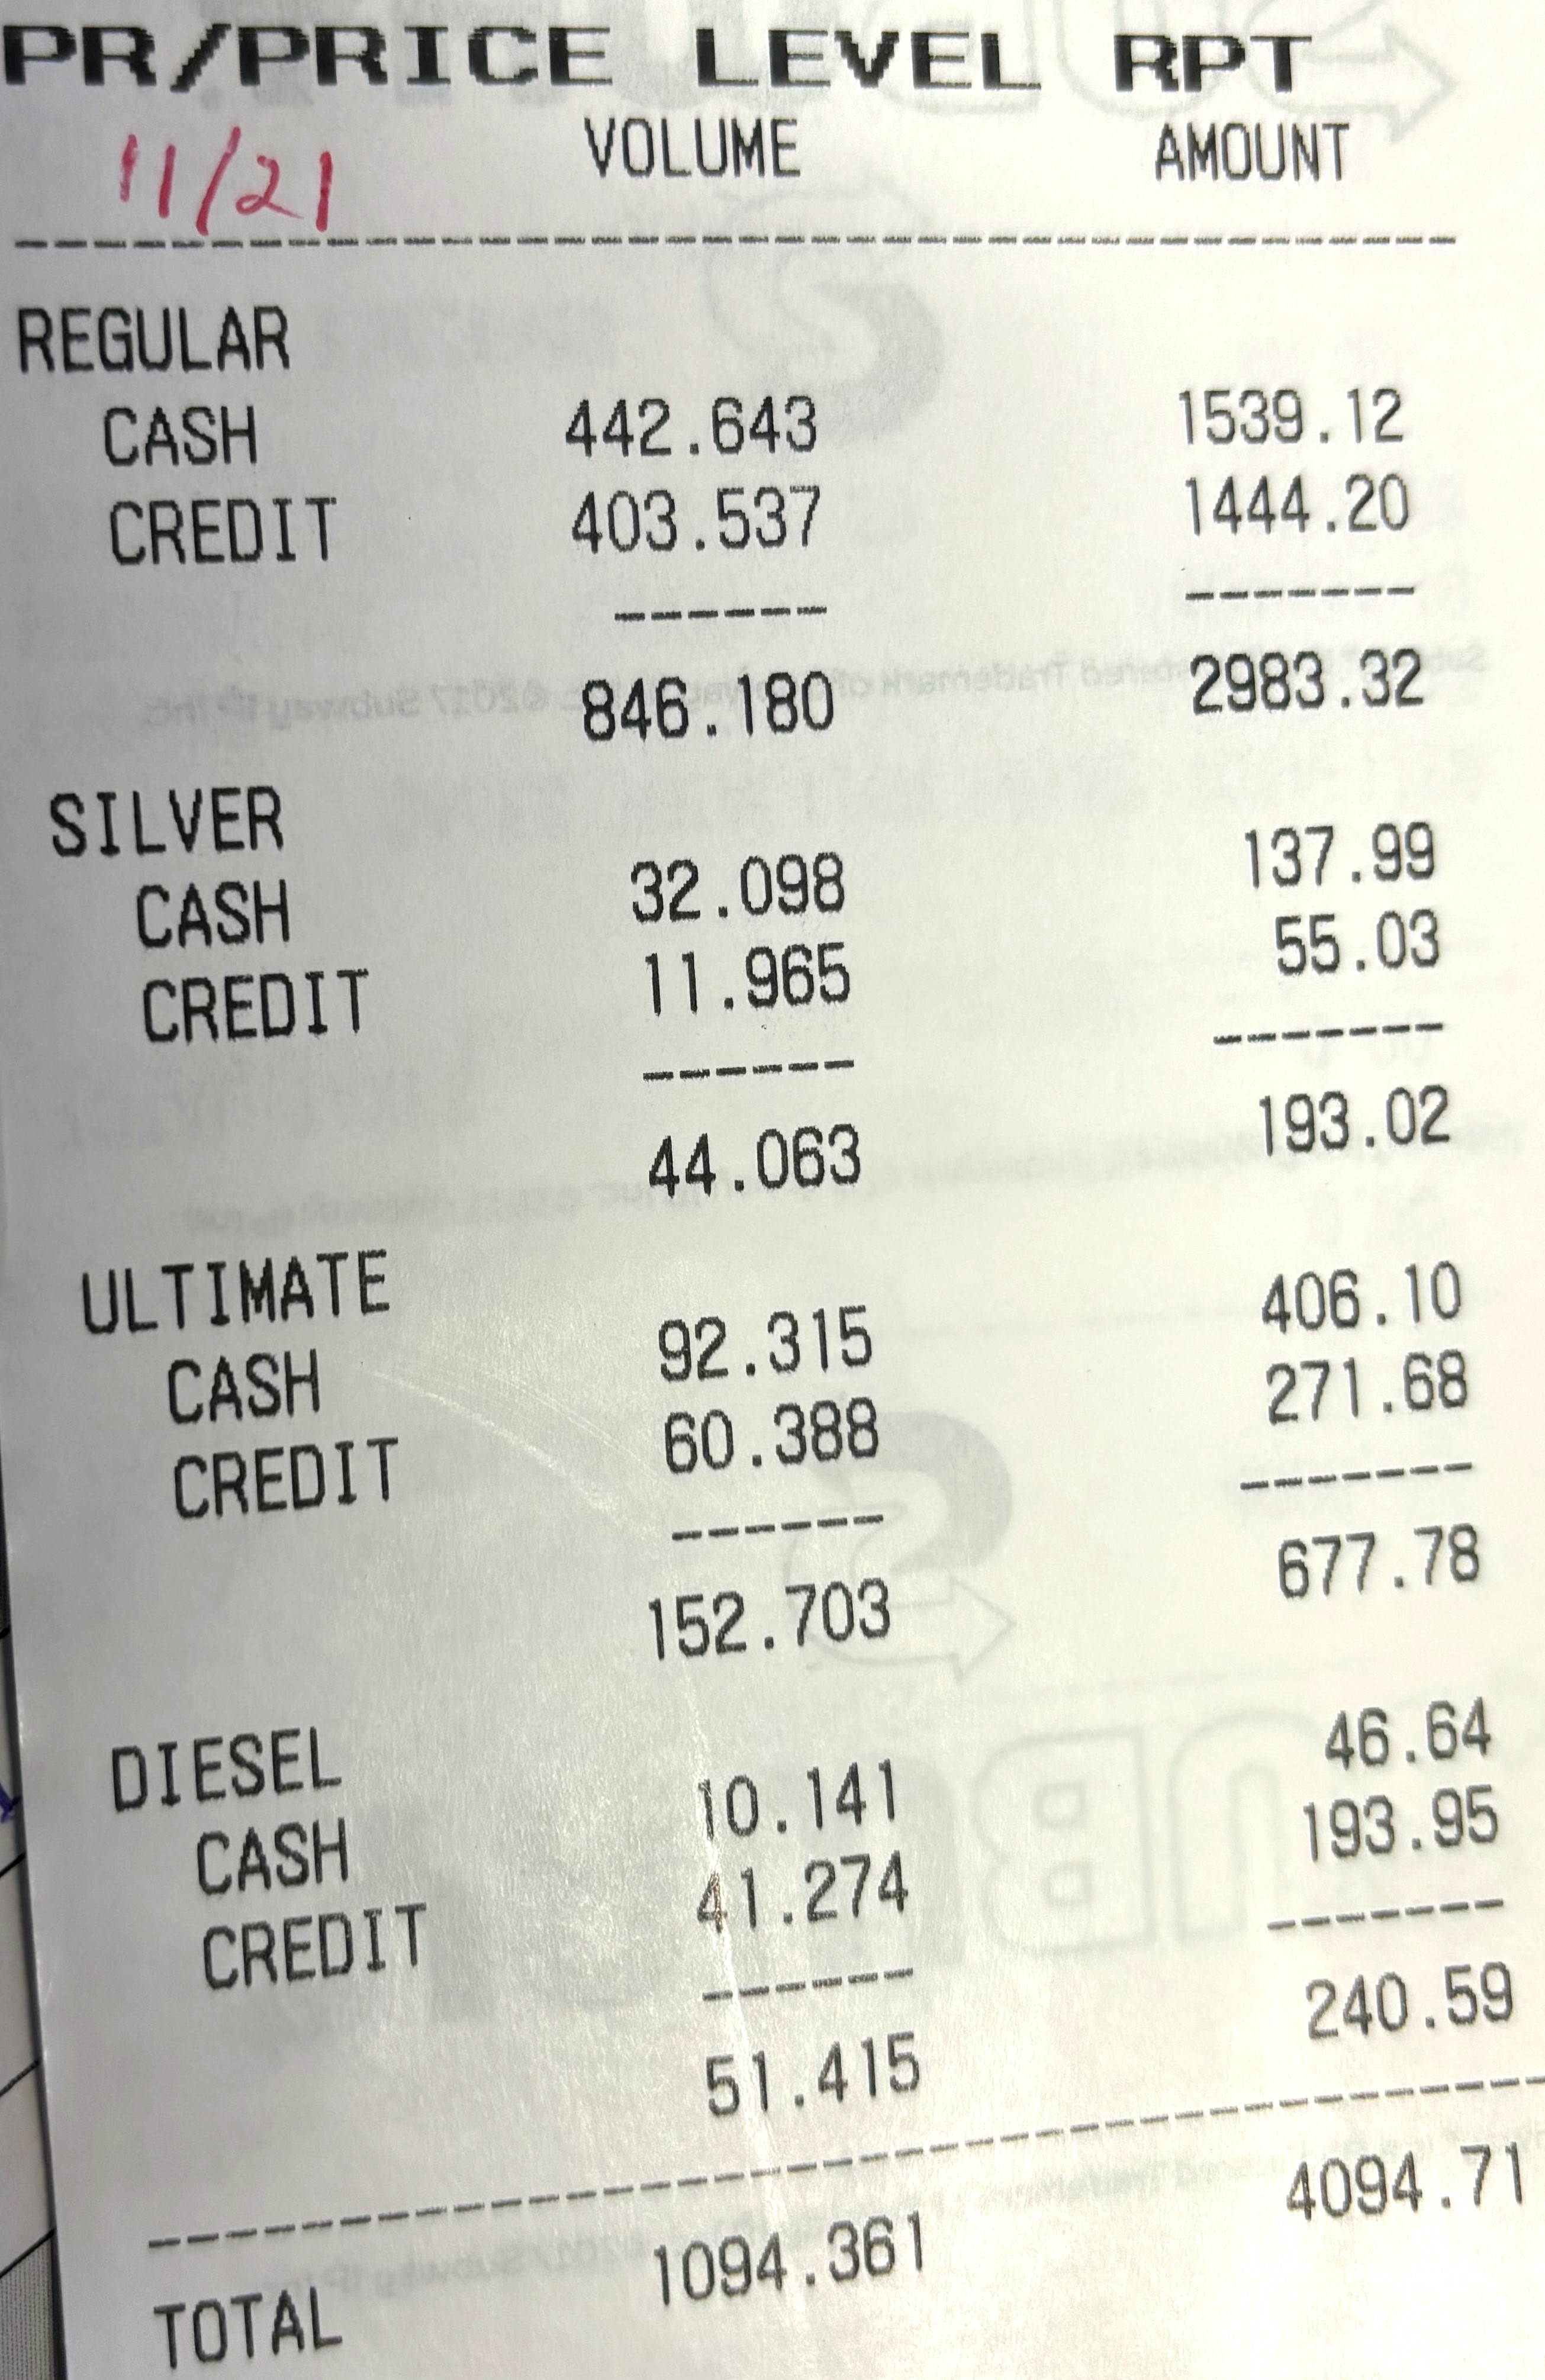 PR/PRICE LEVEL RPT
VOLUME AMOUNT
11/21
REGULAR
CASH 442.643 1539.12
CREDIT 403.537 1444.20
846.180 2983.32
SILVER
CASH 32.098 137.99
CREDIT 11.965 55.03
44.063 193.02
ULTIMATE
CASH 92.315 406.10
CREDIT 60.388 271.68
152.703 677.78
DIESEL
CASH 10.141 46.64
CREDIT 41.274 193.95
51.415 240.59
TOTAL 1094.361 4094.71